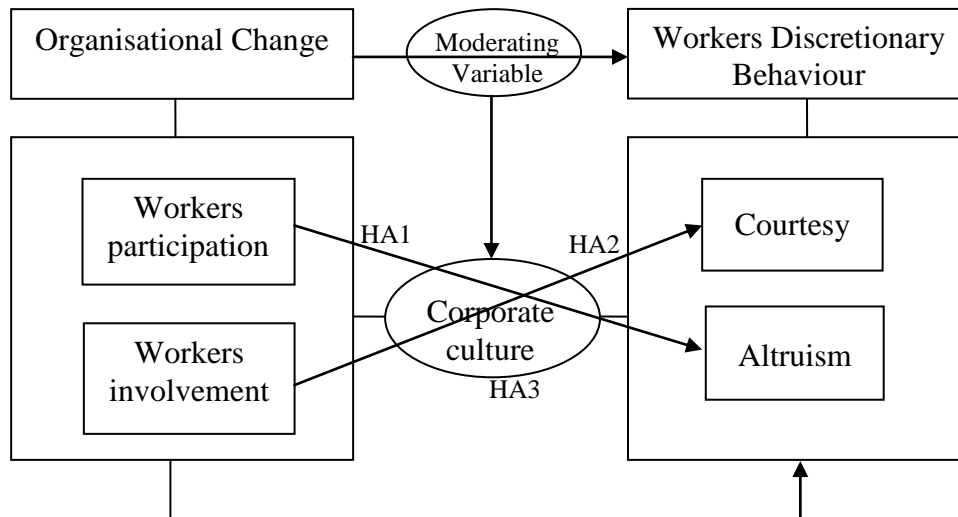 Organisational Change
Moderating
Variable
Workers Discretionary
Behaviour
Workers
participation
HA1
HA2
Courtesy
Corporate
culture
Workers
involvement
HA3
Altruism